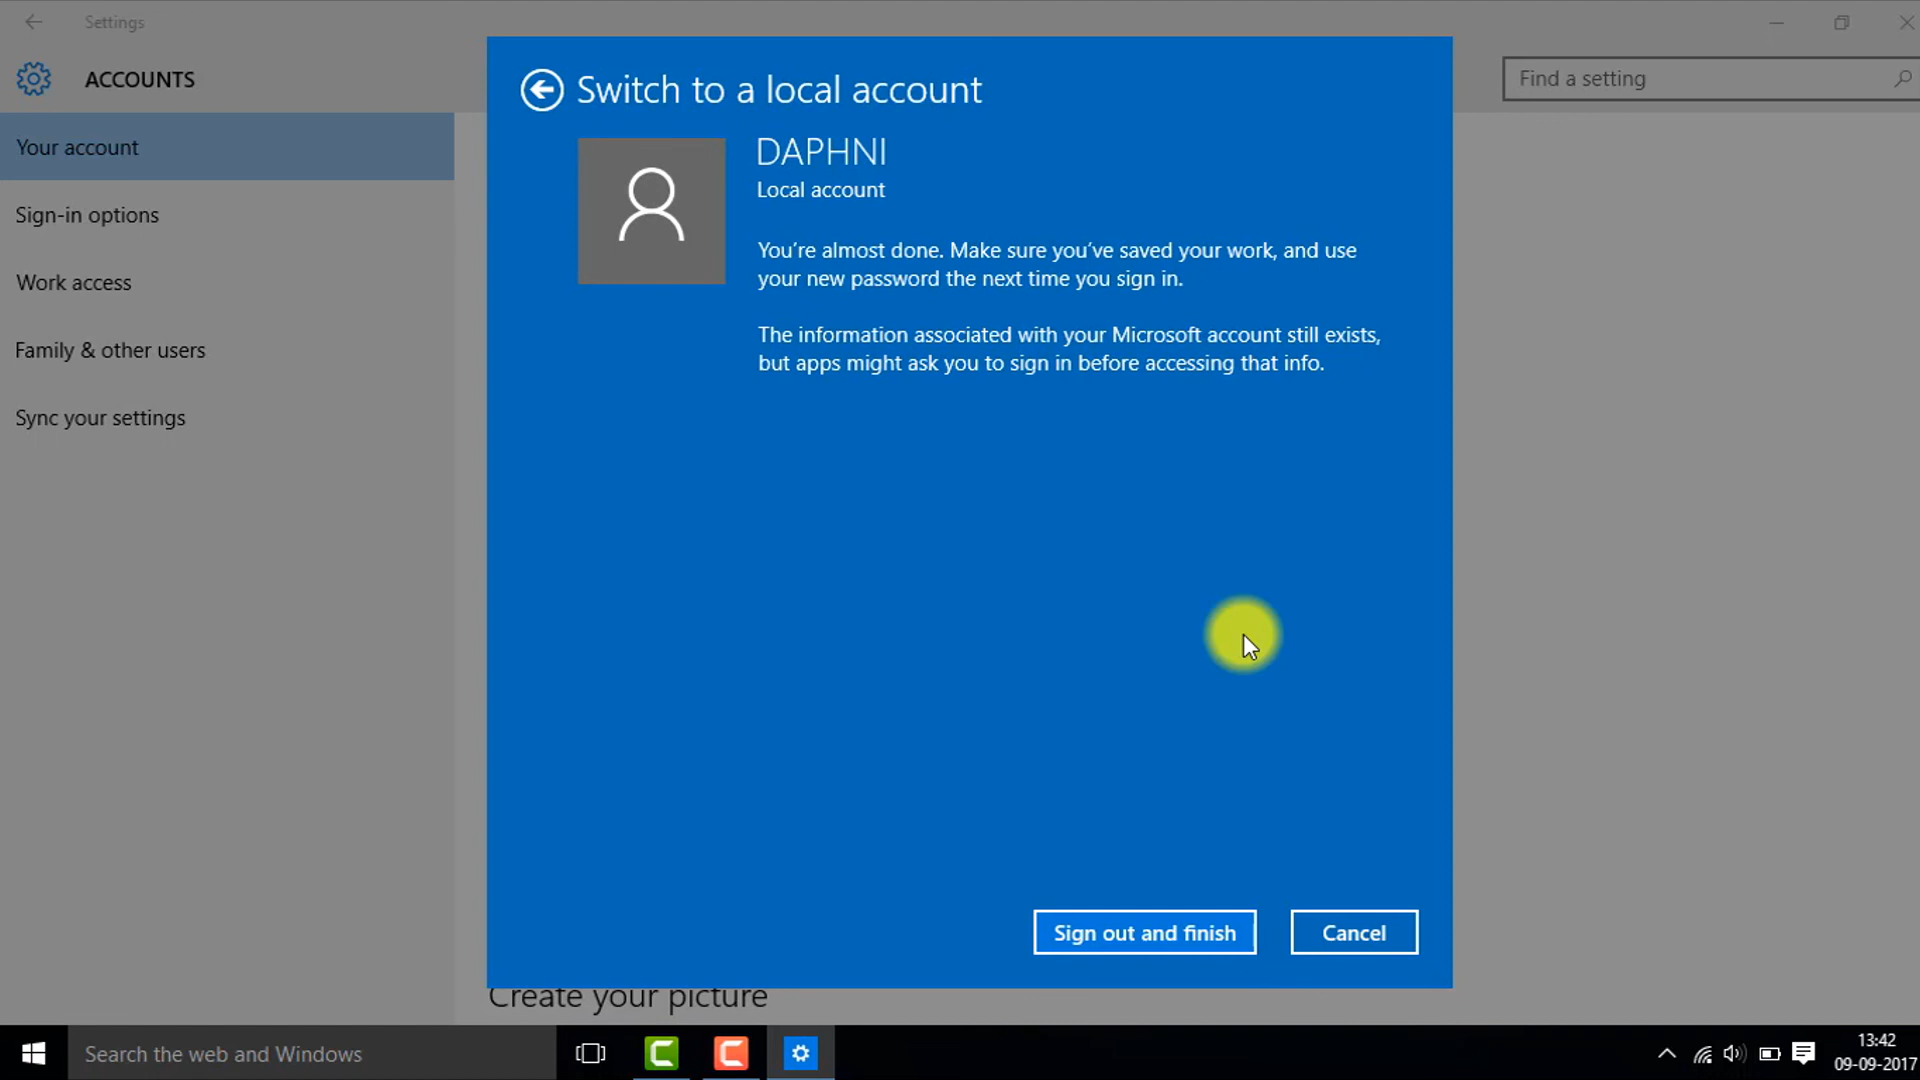 Settings
ACCOUNTS
Find a setting
Your account
Sign-in options
Work access
Family & other users
Sync your settings
Switch to a local account
DAPHNI
Local account
You’re almost done. Make sure you’ve saved your work, and use
your new password the next time you sign in.
The information associated with your Microsoft account still exists,
but apps might ask you to sign in before accessing that info.
Sign out and finish
Cancel
Create your picture
Search the web and Windows
13:42
09-09-2017